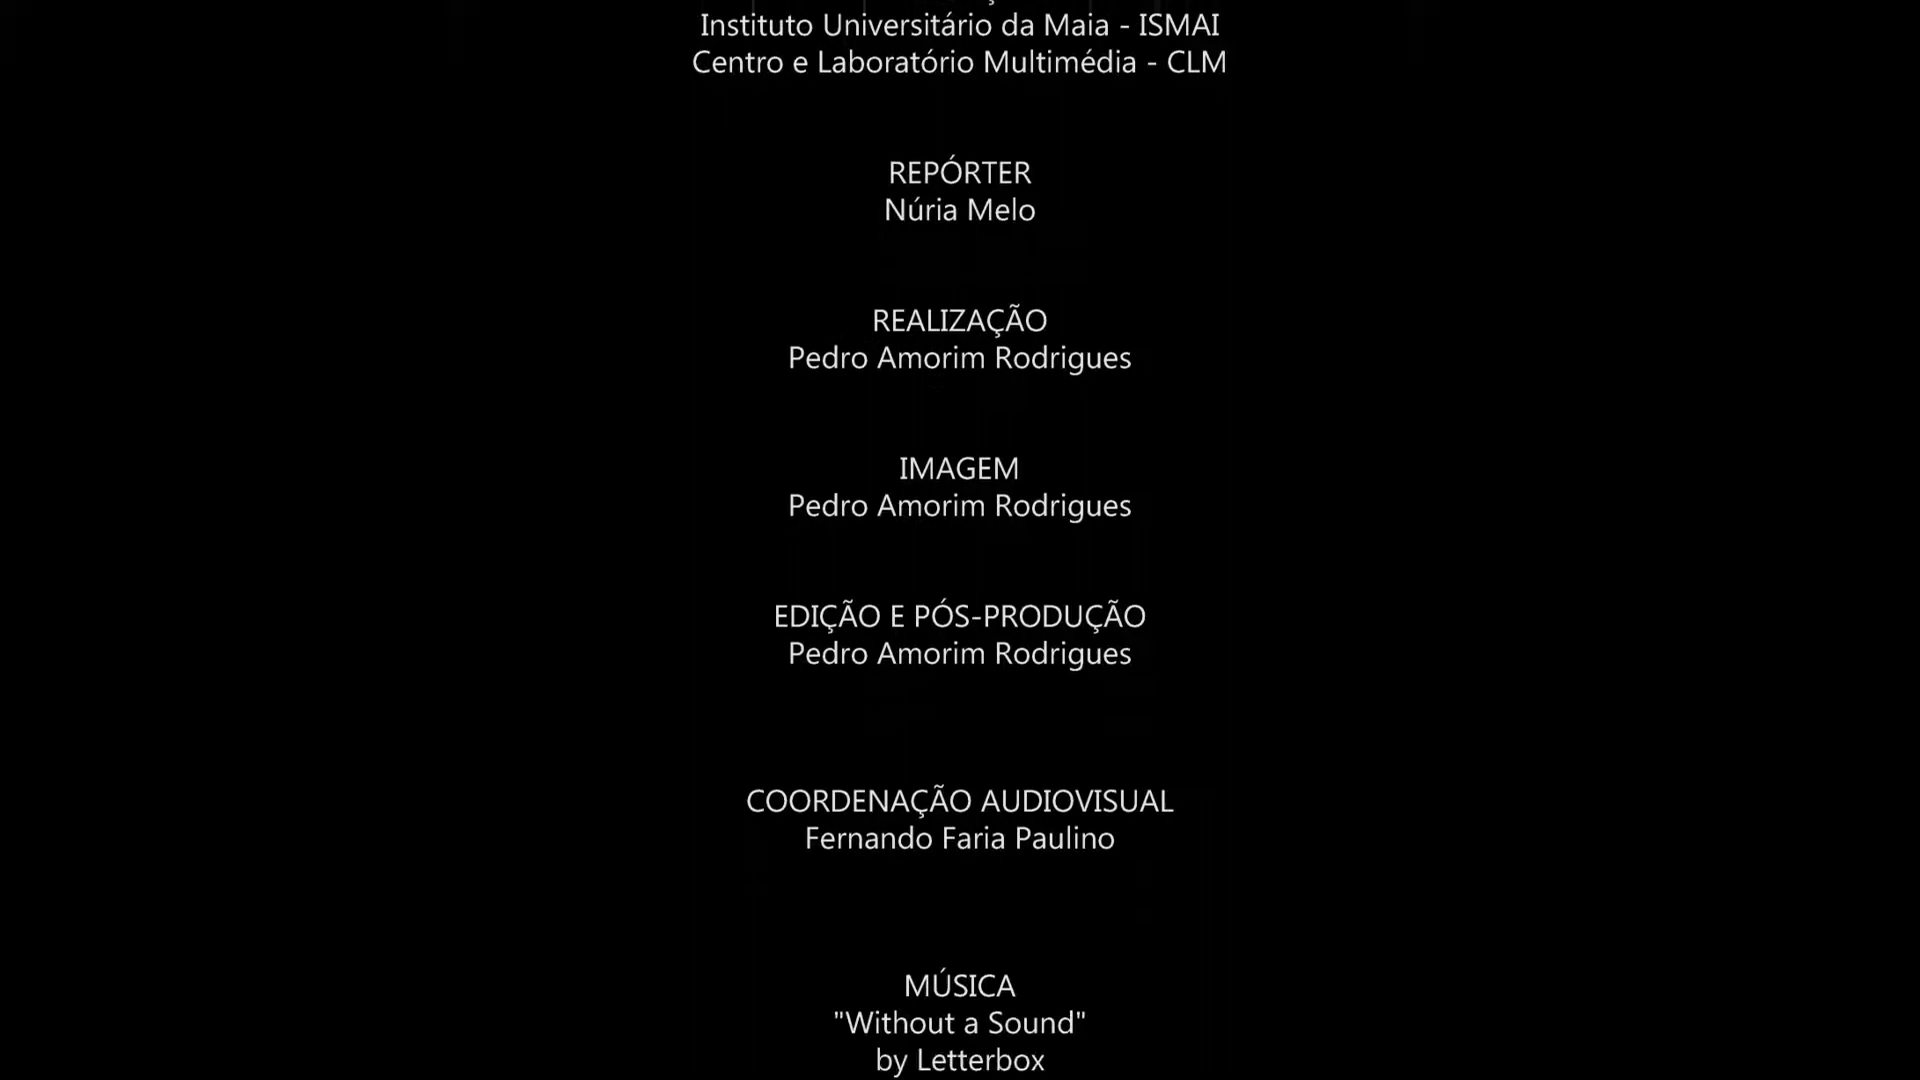 Instituto Universitário da Maia - ISMAI
Centro e Laboratório Multimédia - CLM
REPÓRTER
Núria Melo
REALIZAÇÃO
Pedro Amorim Rodrigues
IMAGEM
Pedro Amorim Rodrigues
EDIÇÃO E PÓS-PRODUÇÃO
Pedro Amorim Rodrigues
COORDENAÇÃO AUDIOVISUAL
Fernando Faria Paulino
MÚSICA
"Without a Sound"
by Letterbox